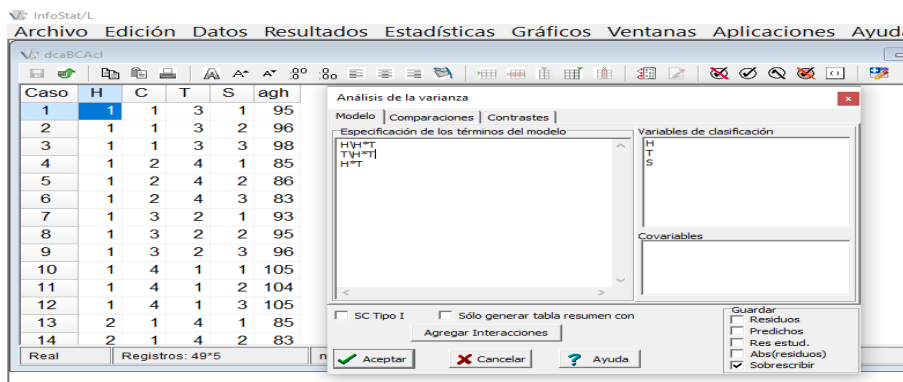 InfoStat/L
Archivo Edición Datos Resultados Estadísticas Gráficos Ventanas Aplicaciones Ayud
dcaBCAcl
Caso H C T S agh
1 1 1 3 1 95
2 1 1 3 2 96
3 1 1 3 3 98
4 1 2 4 1 85
5 1 2 4 2 86
6 1 2 4 3 83
7 1 3 2 1 93
8 1 3 2 2 95
9 1 3 2 3 96
10 1 4 1 1 105
11 1 4 1 2 104
12 1 4 1 3 105
13 2 1 4 1 85
14 2 1 4 2 83
Real Registros: 49*5 n
Análisis de la varianza
Modelo Comparaciones Contrastes
Especificación de los términos del modelo
H\H*T
T\H*T
H*T
Variables de clasificación
H
T
S
Covariables
SC Tipo I Sólo generar tabla resumen con
Agregar Interacciones
Aceptar Cancelar Ayuda
Guardar
Residuos
Predichos
Res estud.
Abs(residuos)
Sobrescribir